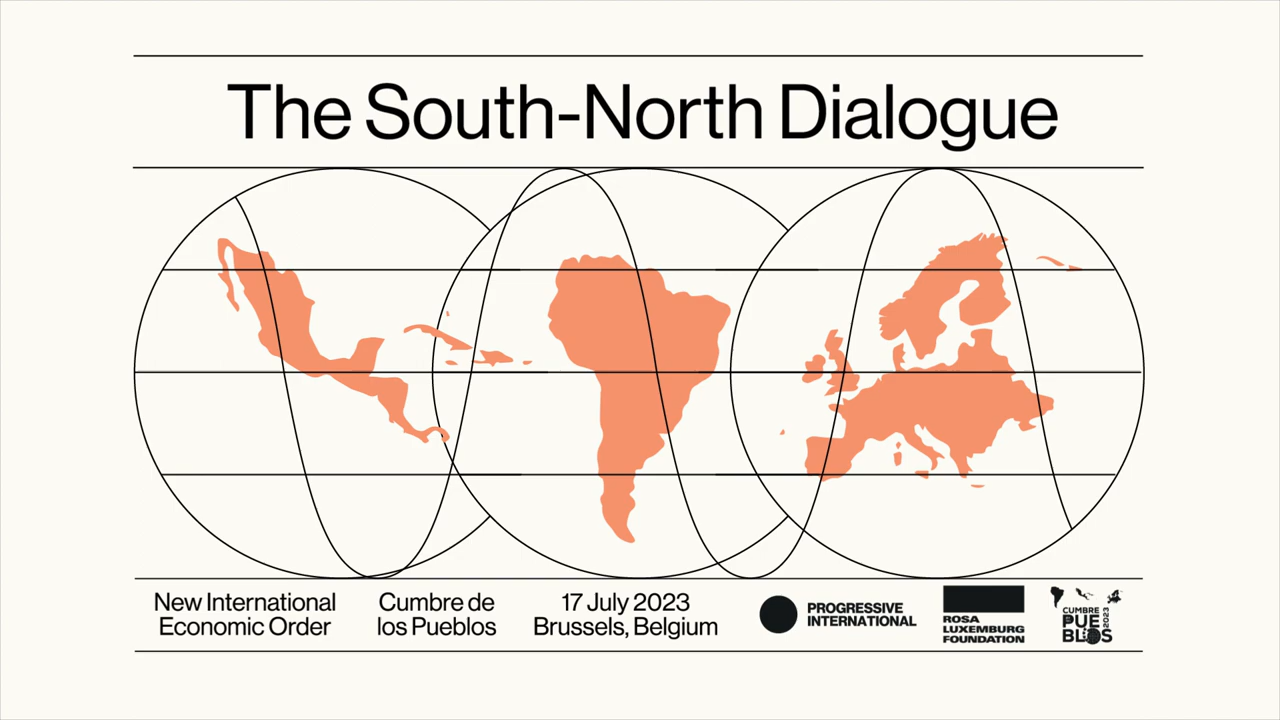 The South-North Dialogue
New International
Economic Order
Cumbre de
los Pueblos
17 July 2023
Brussels, Belgium
PROGRESSIVE
INTERNATIONAL
ROSA
LUXEMBURG
FOUNDATION
CUMBRE
PUE
BLOS
2023